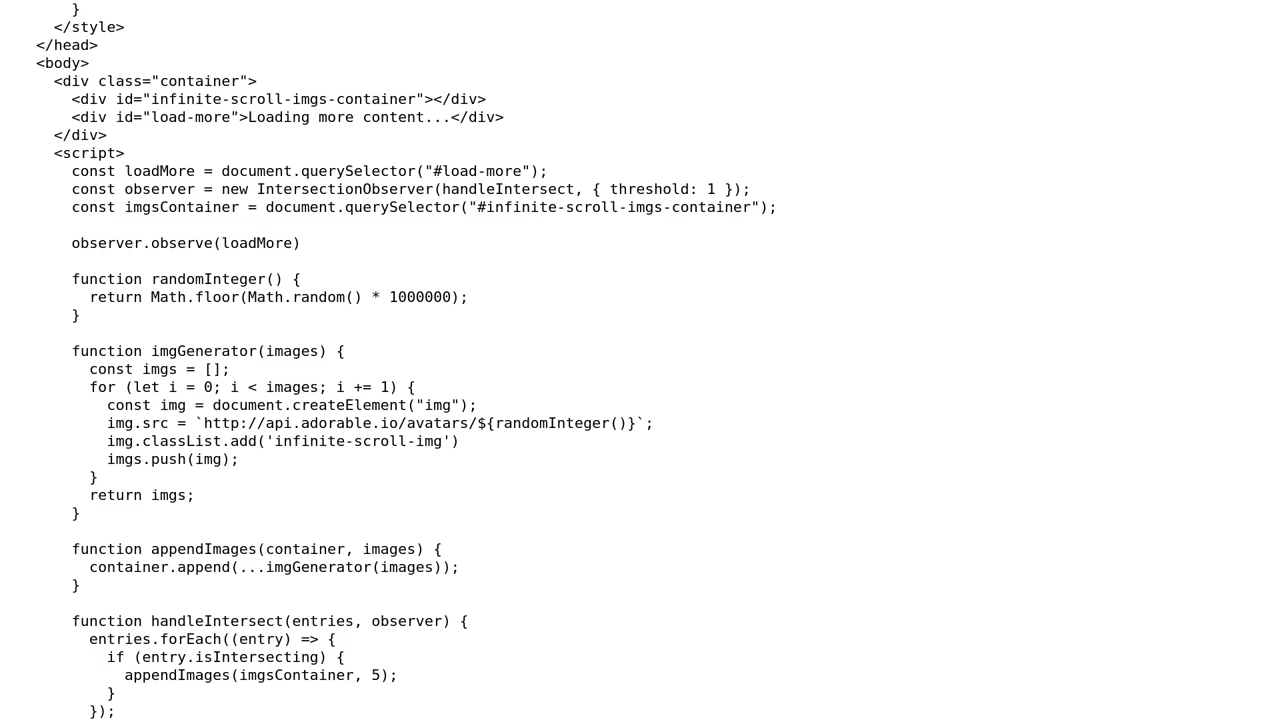 }
</style>
</head>
<body>
<div class="container">
<div id="infinite-scroll-imgs-container"></div>
<div id="load-more">Loading more content...</div>
</div>
<script>
const loadMore = document.querySelector("#load-more");
const observer = new IntersectionObserver(handleIntersect, { threshold: 1 });
const imgsContainer = document.querySelector("#infinite-scroll-imgs-container");
observer.observe(loadMore)
function randomInteger() {
return Math.floor(Math.random() * 1000000);
}
function imgGenerator(images) {
const imgs = [];
for (let i = 0; i < images; i += 1) {
const img = document.createElement("img");
img.src = `http://api.adorable.io/avatars/${randomInteger()}`;
img.classList.add('infinite-scroll-img')
imgs.push(img);
}
return imgs;
}
function appendImages(container, images) {
container.append(...imgGenerator(images));
}
function handleIntersect(entries, observer) {
entries.forEach((entry) => {
if (entry.isIntersecting) {
appendImages(imgsContainer, 5);
}
});